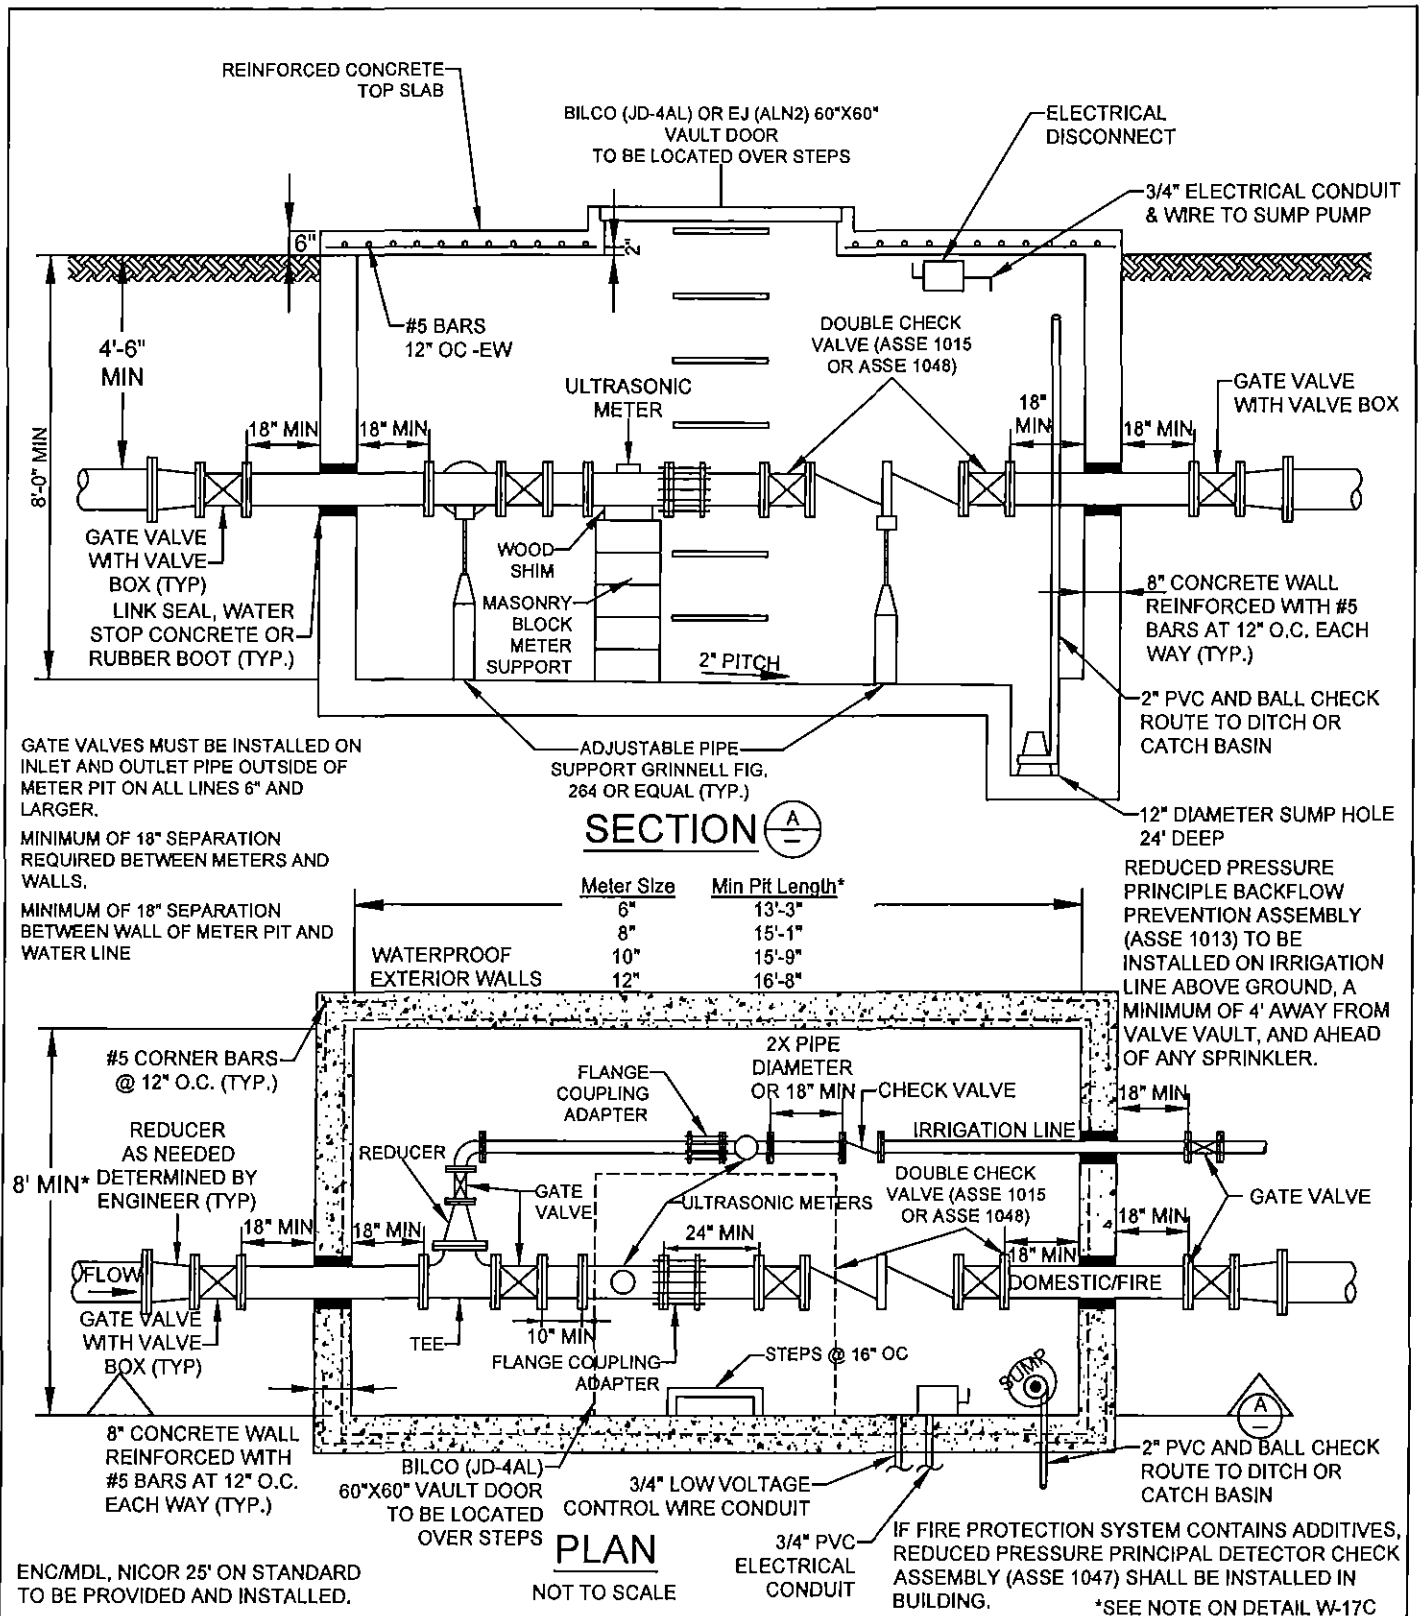 REINFORCED CONCRETE
TOP SLAB
BILCO (JD-4AL) OR EJ (ALN2) 60"X60"
VAULT DOOR
TO BE LOCATED OVER STEPS
ELECTRICAL
DISCONNECT
3/4" ELECTRICAL CONDUIT
& WIRE TO SUMP PUMP
6"
2"
#5 BARS
12" OC -EW
4'-6"
MIN
8'-0" MIN
ULTRASONIC
METER
DOUBLE CHECK
VALVE (ASSE 1015
OR ASSE 1048)
GATE VALVE
WITH VALVE BOX
18" MIN
18" MIN
18"
MIN
18" MIN
GATE VALVE
WITH VALVE
BOX (TYP)
LINK SEAL, WATER
STOP CONCRETE OR
RUBBER BOOT (TYP.)
WOOD
SHIM
MASONRY
BLOCK
METER
SUPPORT
2" PITCH
8" CONCRETE WALL
REINFORCED WITH #5
BARS AT 12" O.C. EACH
WAY (TYP.)
2" PVC AND BALL CHECK
ROUTE TO DITCH OR
CATCH BASIN
ADJUSTABLE PIPE
SUPPORT GRINNELL FIG.
264 OR EQUAL (TYP.)
12" DIAMETER SUMP HOLE
24' DEEP
GATE VALVES MUST BE INSTALLED ON
INLET AND OUTLET PIPE OUTSIDE OF
METER PIT ON ALL LINES 6" AND
LARGER.
MINIMUM OF 18" SEPARATION
REQUIRED BETWEEN METERS AND
WALLS.
MINIMUM OF 18" SEPARATION
BETWEEN WALL OF METER PIT AND
WATER LINE
SECTION A
Meter Size Min Pit Length*
6" 13'-3"
8" 15'-1"
10" 15'-9"
12" 16'-8"
WATERPROOF
EXTERIOR WALLS
REDUCED PRESSURE
PRINCIPLE BACKFLOW
PREVENTION ASSEMBLY
(ASSE 1013) TO BE
INSTALLED ON IRRIGATION
LINE ABOVE GROUND, A
MINIMUM OF 4' AWAY FROM
VALVE VAULT, AND AHEAD
OF ANY SPRINKLER.
#5 CORNER BARS
@ 12" O.C. (TYP.)
FLANGE
COUPLING
ADAPTER
2X PIPE
DIAMETER
OR 18" MIN
CHECK VALVE
18" MIN
IRRIGATION LINE
REDUCER
AS NEEDED
DETERMINED BY
ENGINEER (TYP)
8' MIN*
REDUCER
GATE
VALVE
ULTRASONIC METERS
DOUBLE CHECK
VALVE (ASSE 1015
OR ASSE 1048)
GATE VALVE
18" MIN
18" MIN
24" MIN
18" MIN
18" MIN
FLOW
DOMESTIC/FIRE
GATE VALVE
WITH VALVE
BOX (TYP)
TEE
10" MIN
FLANGE COUPLING
ADAPTER
STEPS @ 16" OC
SUMP
A
8" CONCRETE WALL
REINFORCED WITH
#5 BARS AT 12" O.C.
EACH WAY (TYP.)
BILCO (JD-4AL)
60"X60" VAULT DOOR
TO BE LOCATED
OVER STEPS
3/4" LOW VOLTAGE
CONTROL WIRE CONDUIT
2" PVC AND BALL CHECK
ROUTE TO DITCH OR
CATCH BASIN
PLAN
NOT TO SCALE
3/4" PVC
ELECTRICAL
CONDUIT
IF FIRE PROTECTION SYSTEM CONTAINS ADDITIVES,
REDUCED PRESSURE PRINCIPAL DETECTOR CHECK
ASSEMBLY (ASSE 1047) SHALL BE INSTALLED IN
BUILDING.
ENC/MDL, NICOR 25' ON STANDARD
TO BE PROVIDED AND INSTALLED.
*SEE NOTE ON DETAIL W-17C